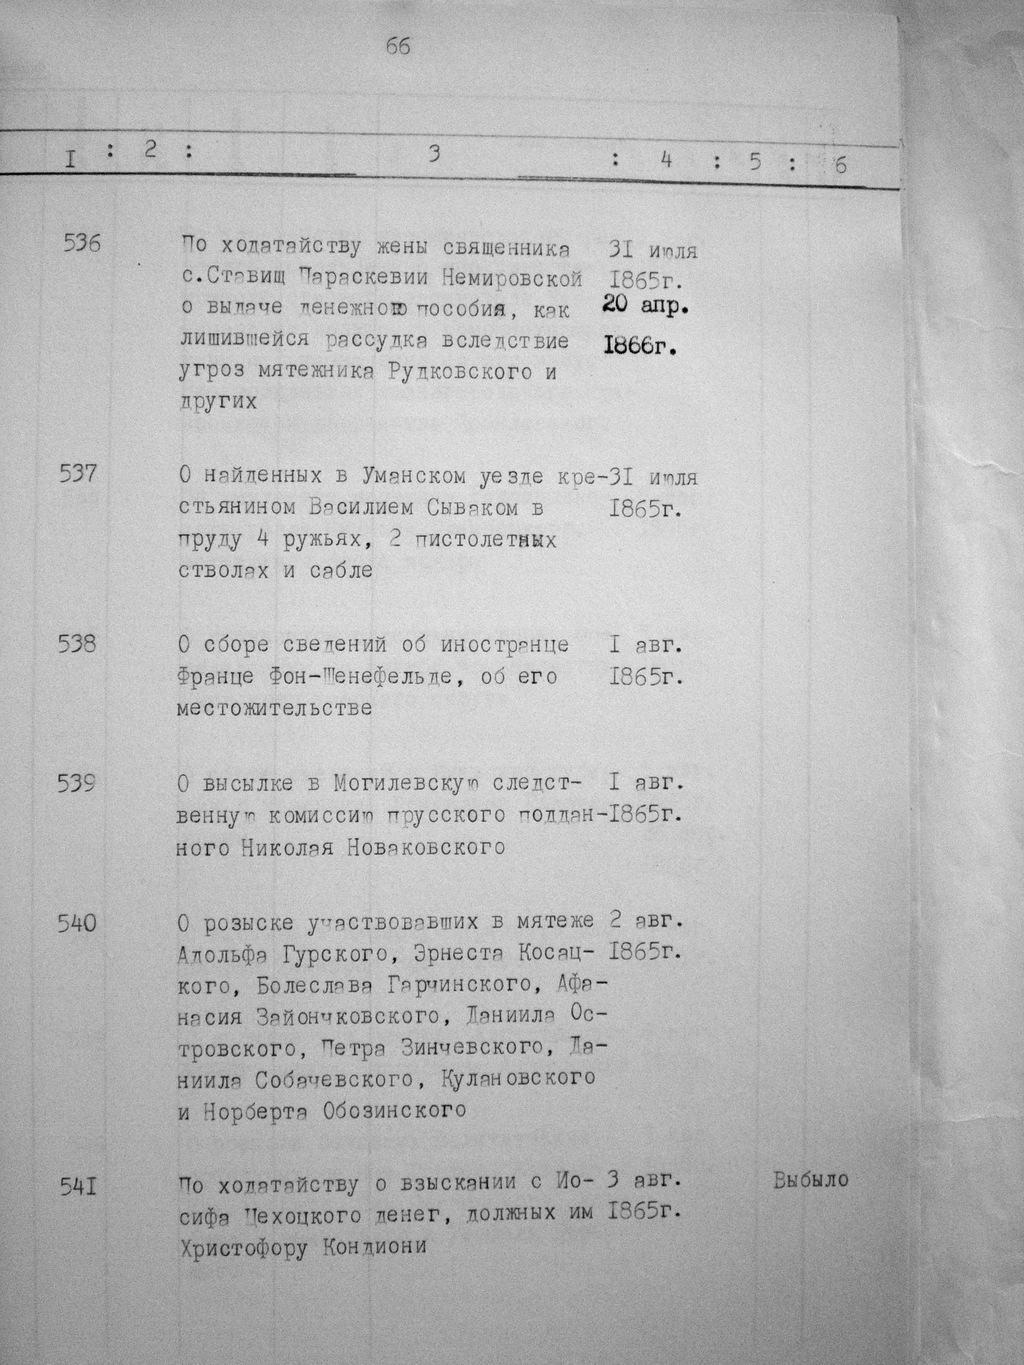 66
I : 2 : 3 : 4 : 5 : 6
536 По ходатайству жены священника 31 июля
с.Ставищ Параскевии Немировской 1865г.
о выдаче денежного пособия, как 20 апр.
лишившейся рассудка вследствие 1866г.
угроз мятежника Рудковского и
других
537 О найденных в Уманском уезде кре- 31 июля
стьянином Василием Сываком в 1865г.
пруду 4 ружьях, 2 пистолетных
стволах и сабле
538 О сборе сведений об иностранце I авг.
Франце Фон-Шенефельде, об его 1865г.
местожительстве
539 О высылке в Могилевскую следст- I авг.
венную комиссию прусского поддан- 1865г.
ного Николая Новаковского
540 О розыске участвовавших в мятеже 2 авг.
Адольфа Гурского, Эрнеста Косац- 1865г.
кого, Болеслава Гарчинского, Афа-
насия Зайончковского, Даниила Ос-
тровского, Петра Зинчевского, Да-
ниила Собачевского, Кулановского
и Норберта Обозинского
541 По ходатайству о взыскании с Ио- 3 авг. Выбыло
сифа Чехоцкого денег, должных им 1865г.
Христофору Кондиони